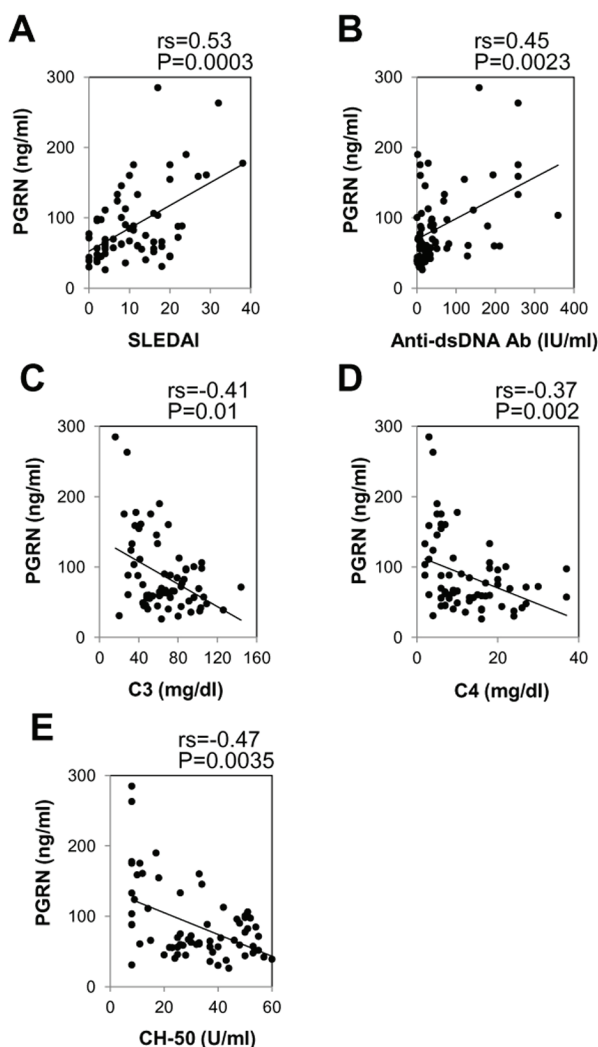 A
rs=0.53
P=0.0003
300
200
100
0
PGRN (ng/ml)
0 10 20 30 40
SLEDAI
B
rs=0.45
P=0.0023
300
200
100
0
PGRN (ng/ml)
0 100 200 300 400
Anti-dsDNA Ab (IU/ml)
C
rs=-0.41
P=0.01
300
200
100
0
PGRN (ng/ml)
0 40 80 120 160
C3 (mg/dl)
D
rs=-0.37
P=0.002
300
200
100
0
PGRN (ng/ml)
0 20 40
C4 (mg/dl)
E
rs=-0.47
P=0.0035
300
200
100
0
PGRN (ng/ml)
0 20 40 60
CH-50 (U/ml)